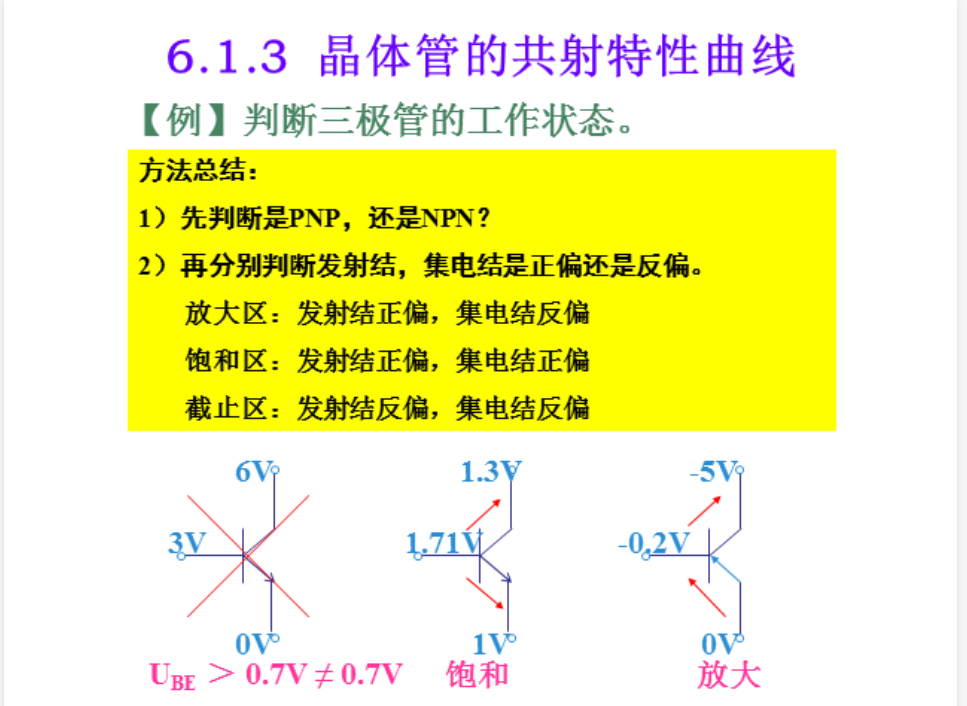 6.1.3 晶体管的共射特性曲线
【例】判断三极管的工作状态。
方法总结：
1）先判断是PNP，还是NPN？
2）再分别判断发射结，集电结是正偏还是反偏。
放大区：发射结正偏，集电结反偏
饱和区：发射结正偏，集电结正偏
截止区：发射结反偏，集电结反偏
6V 1.3V -5V
3V 1.71V -0.2V
0V 1V 0V
UBE ＞ 0.7V ≠ 0.7V 饱和 放大